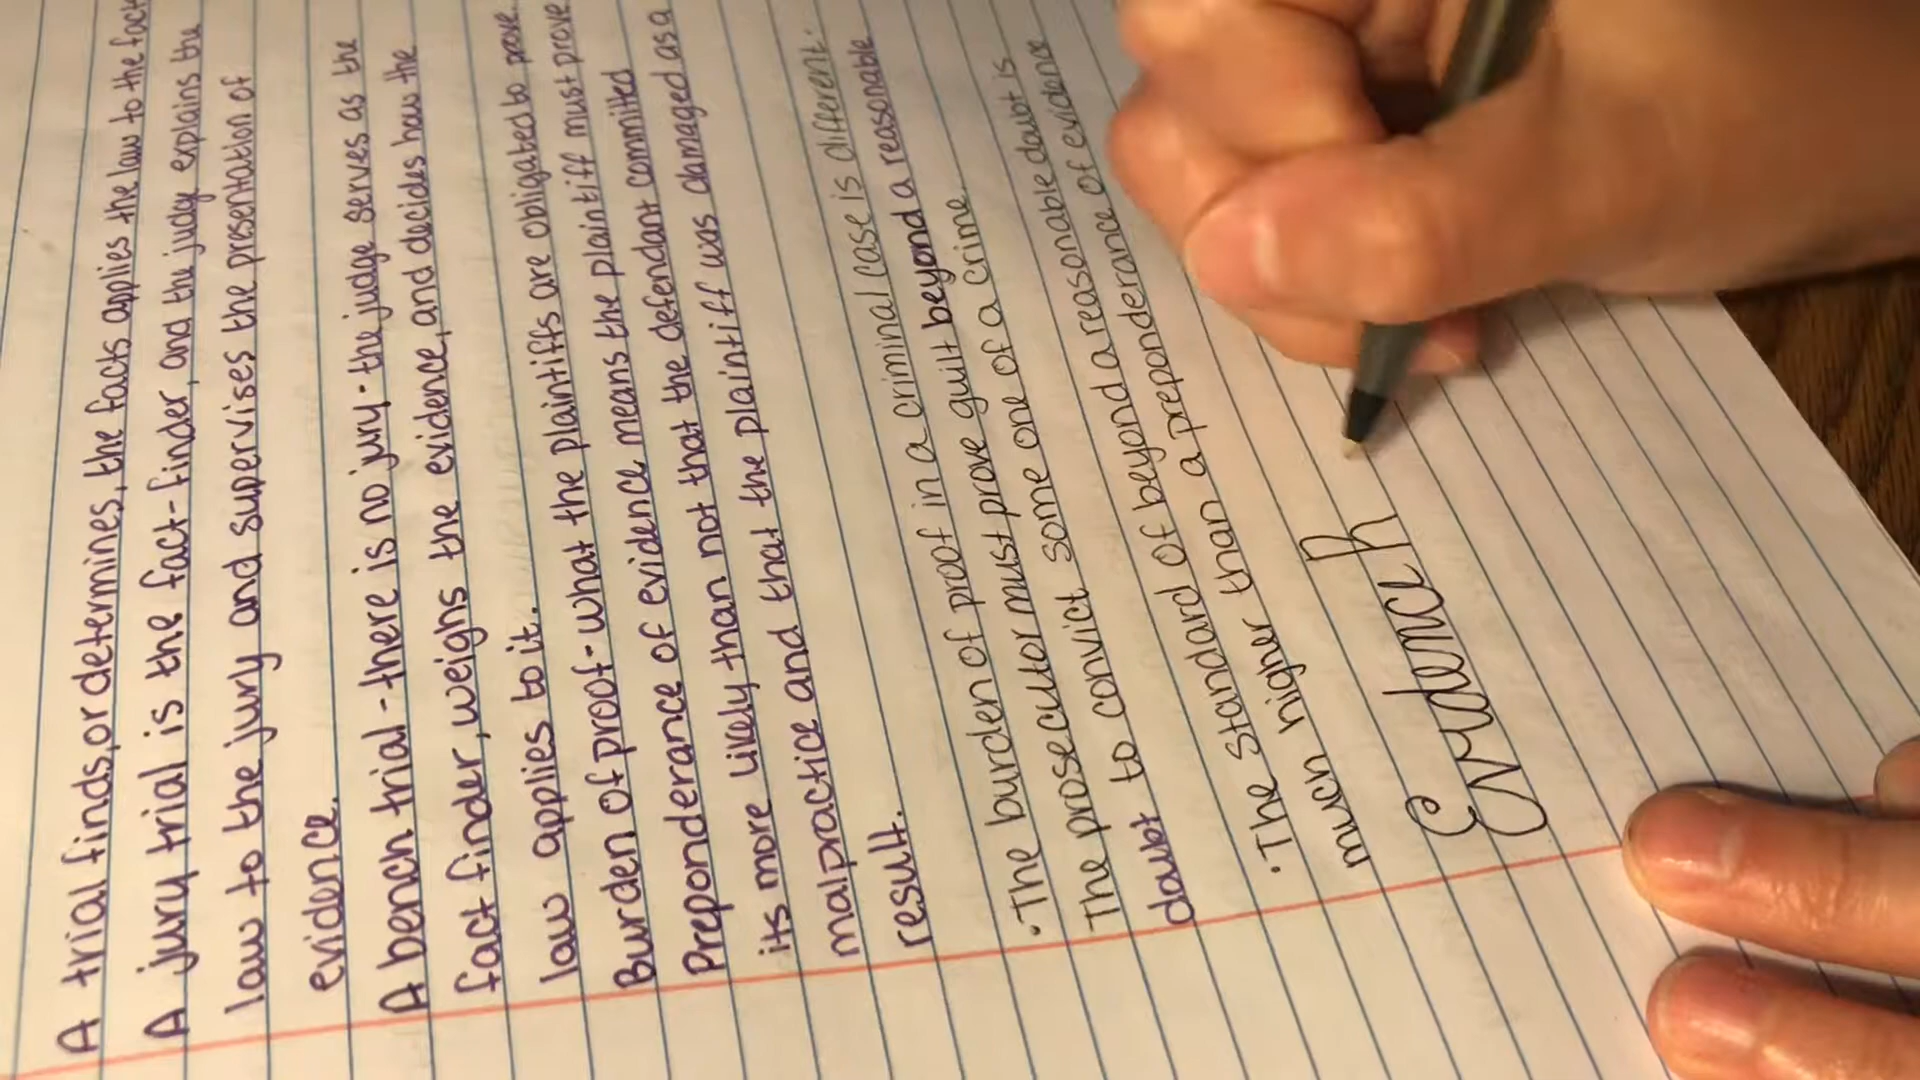 A trial finds, or determines, the facts applies the law to the fact
A jury trial is the fact-finder, and the judge explains the
law to the jury and supervises the presentation of
evidence.
A bench trial - there is no jury - the judge serves as the
fact finder, weighs the evidence, and decides how the
law applies to it.
Burden of proof - what the plaintiffs are obligated to prove.
Preponderance of evidence means the plaintiff must prove
its more likely than not that the defendant commited
malpractice and that the plaintiff was damaged as a
result.
• The burden of proof in a criminal case is different.
The prosecutor must prove guilt beyond a reasonable
doubt to convict some one of a crime.
• The standard of beyond a reasonable doubt is
much higher than a preponderance of evidence
Evidence R